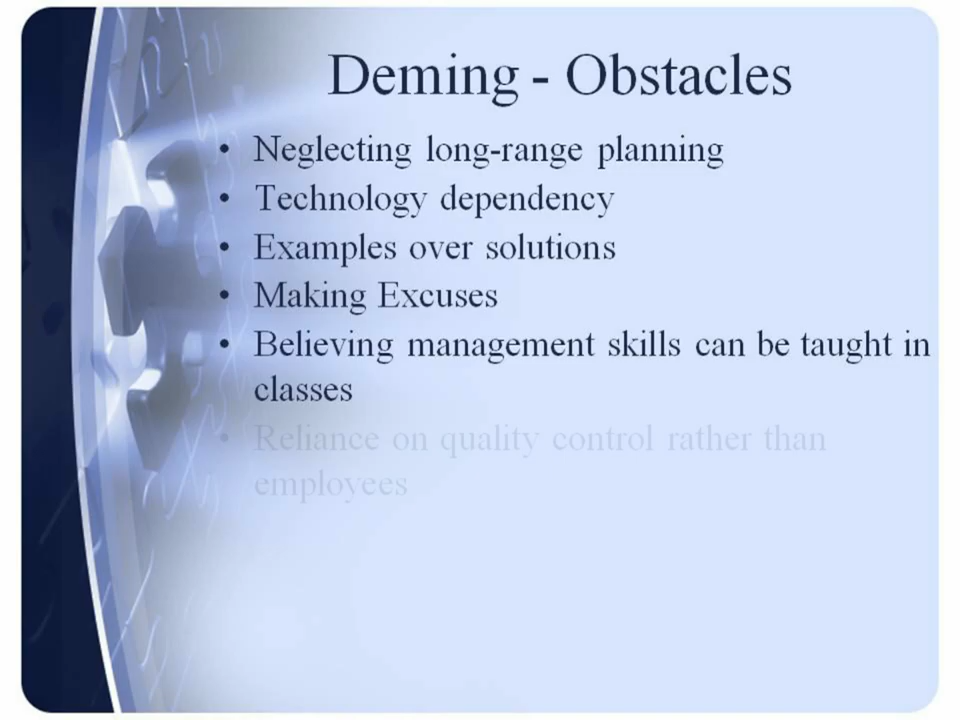 Deming - Obstacles
• Neglecting long-range planning
• Technology dependency
• Examples over solutions
• Making Excuses
• Believing management skills can be taught in
classes
• Reliance on quality control rather than
employees